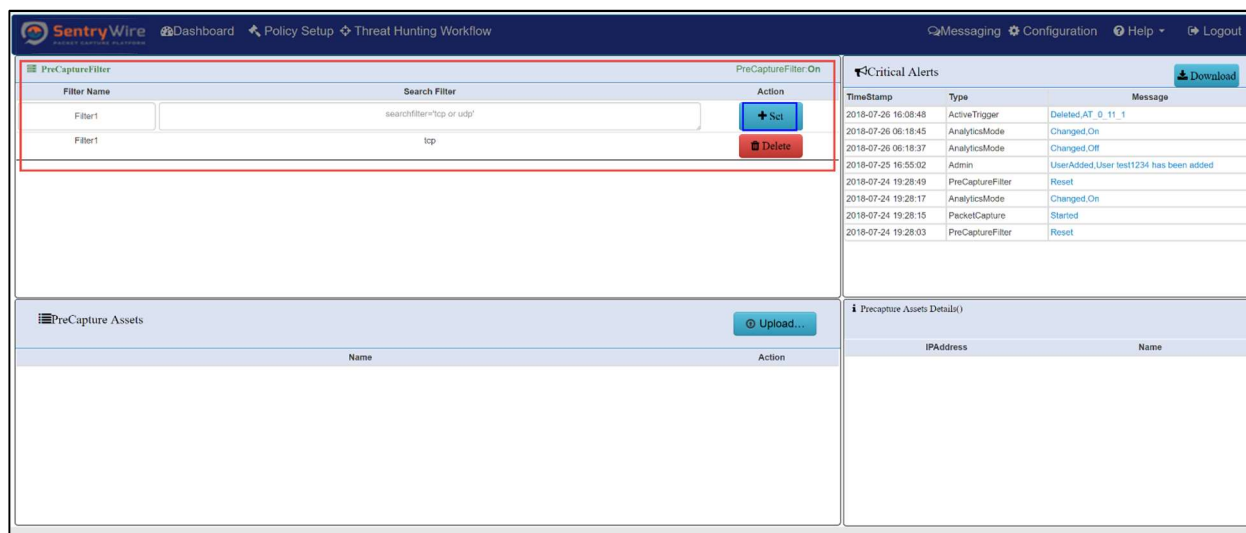 SentryWire Dashboard Policy Setup Threat Hunting Workflow Messaging Configuration Help Logout
PACKET CAPTURE PLATFORM
PreCaptureFilter PreCaptureFilter:On
Filter Name Search Filter Action
Filter1 searchfilter='tcp or udp' Set
Filter1 tcp Delete
Critical Alerts Download
TimeStamp Type Message
2018-07-26 16:08:48 ActiveTrigger Deleted,AT_0_11_1
2018-07-26 06:18:45 AnalyticsMode Changed,On
2018-07-26 06:18:37 AnalyticsMode Changed,Off
2018-07-25 16:55:02 Admin UserAdded,User test1234 has been added
2018-07-24 19:28:49 PreCaptureFilter Reset
2018-07-24 19:28:17 AnalyticsMode Changed,On
2018-07-24 19:28:15 PacketCapture Started
2018-07-24 19:28:03 PreCaptureFilter Reset
PreCapture Assets Upload...
Name Action
Precapture Assets Details()
IPAddress Name